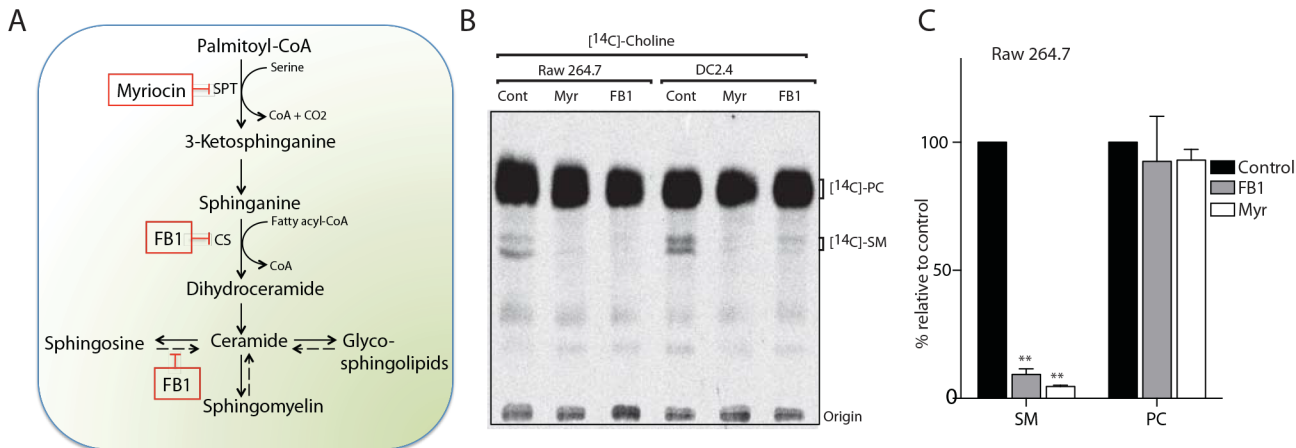 A
Palmitoyl-CoA
Serine
Myriocin
SPT
CoA + CO2
3-Ketosphinganine
Sphinganine
Fatty acyl-CoA
FB1
CS
CoA
Dihydroceramide
Sphingosine
Ceramide
Glyco-
sphingolipids
FB1
Sphingomyelin
B
[14C]-Choline
Raw 264.7 DC2.4
Cont Myr FB1 Cont Myr FB1
[14C]-PC
[14C]-SM
Origin
C
Raw 264.7
% relative to control
100
50
0
** **
SM PC
Control
FB1
Myr